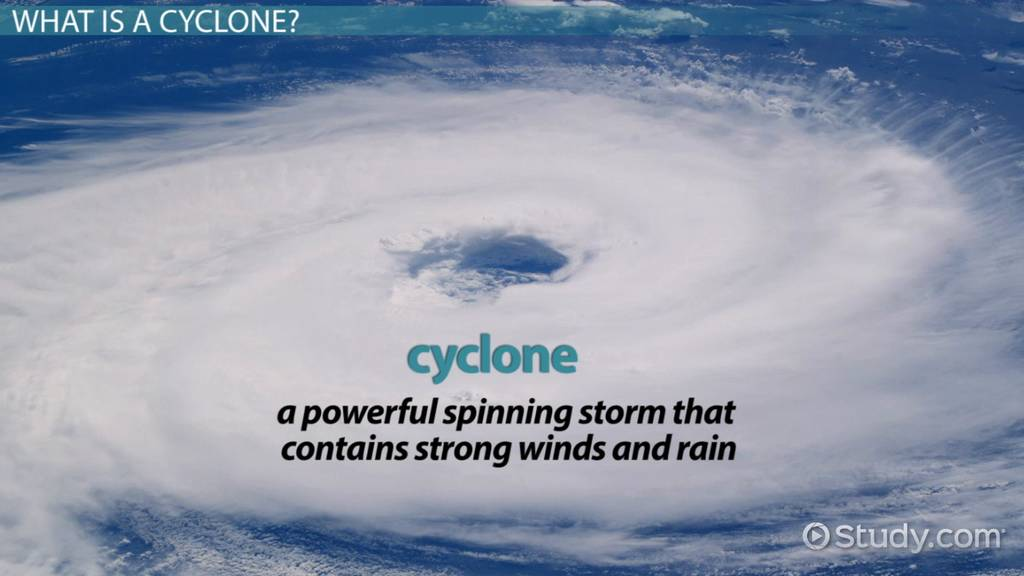 WHAT IS A CYCLONE?
cyclone
a powerful spinning storm that
contains strong winds and rain
Study.com